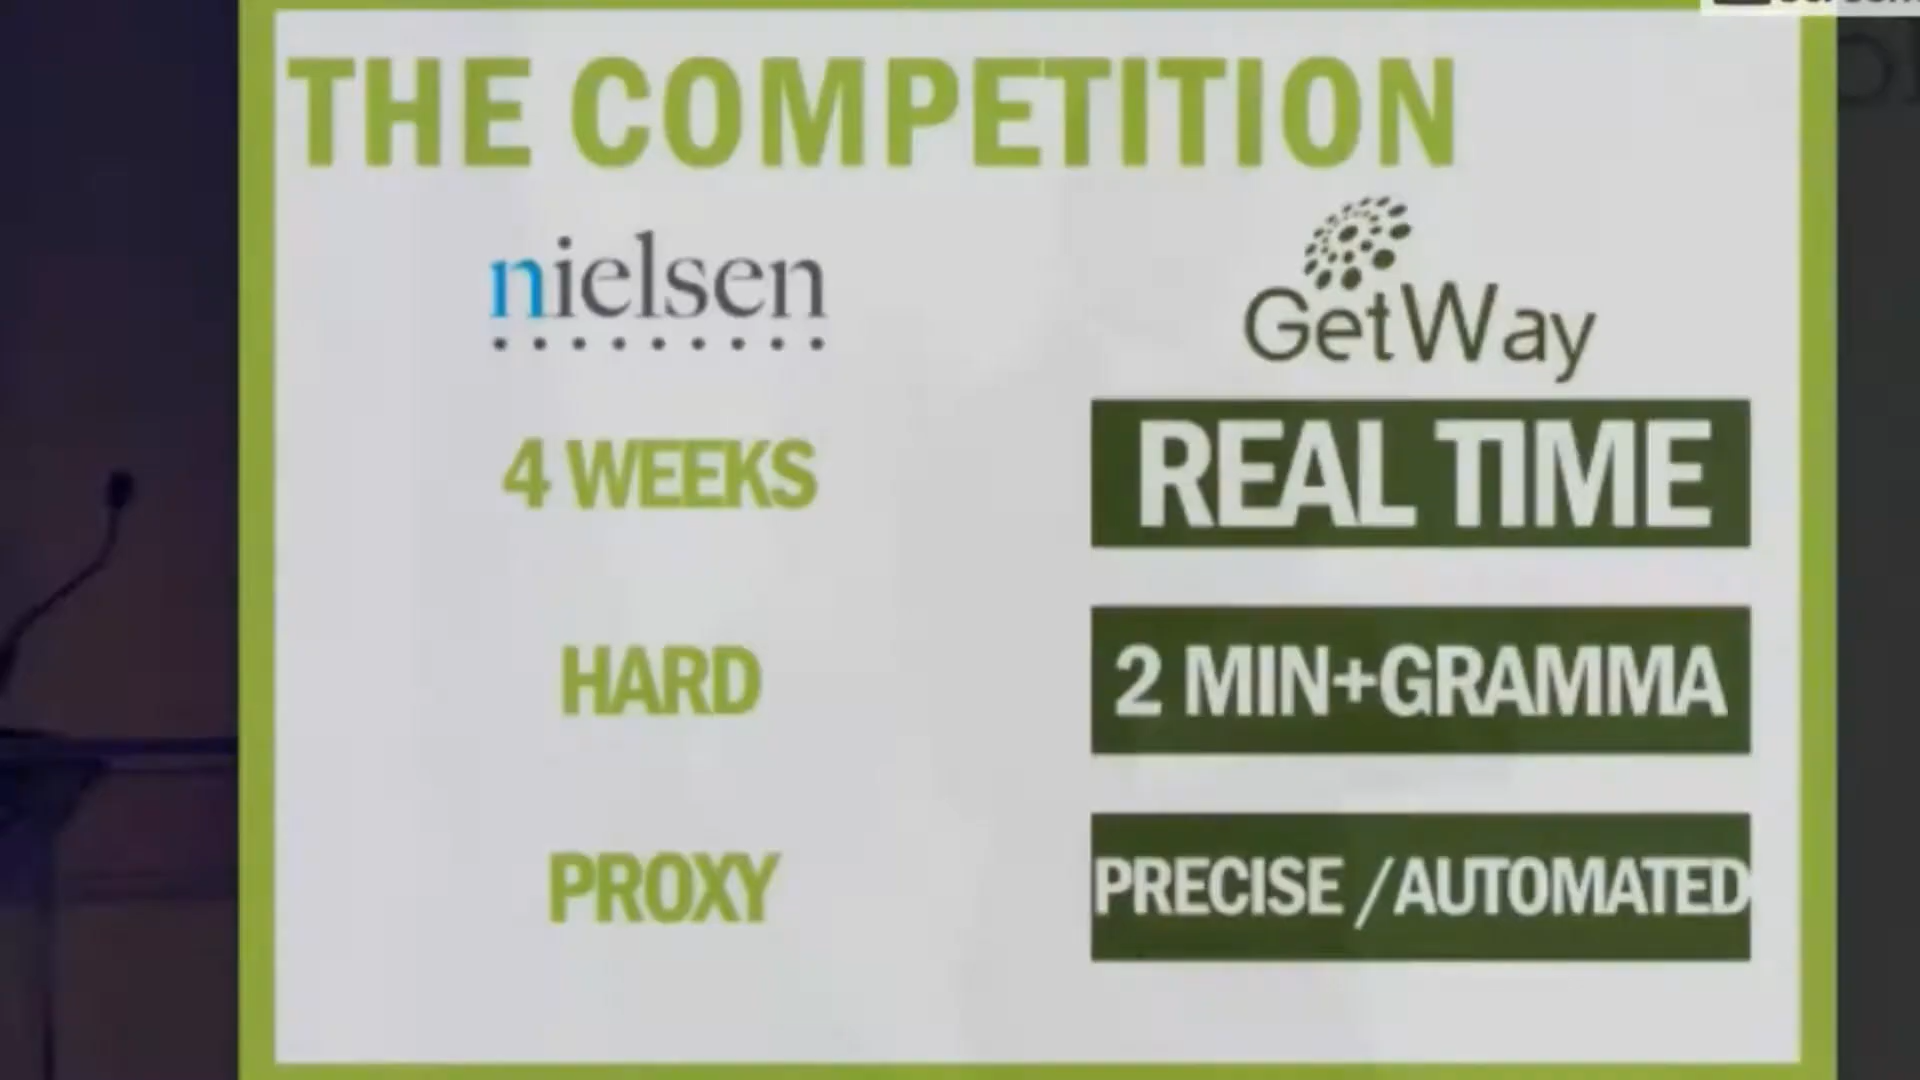 THE COMPETITION
nielsen
GetWay
4 WEEKS
REAL TIME
HARD
2 MIN+GRAMMA
PROXY
PRECISE /AUTOMATED